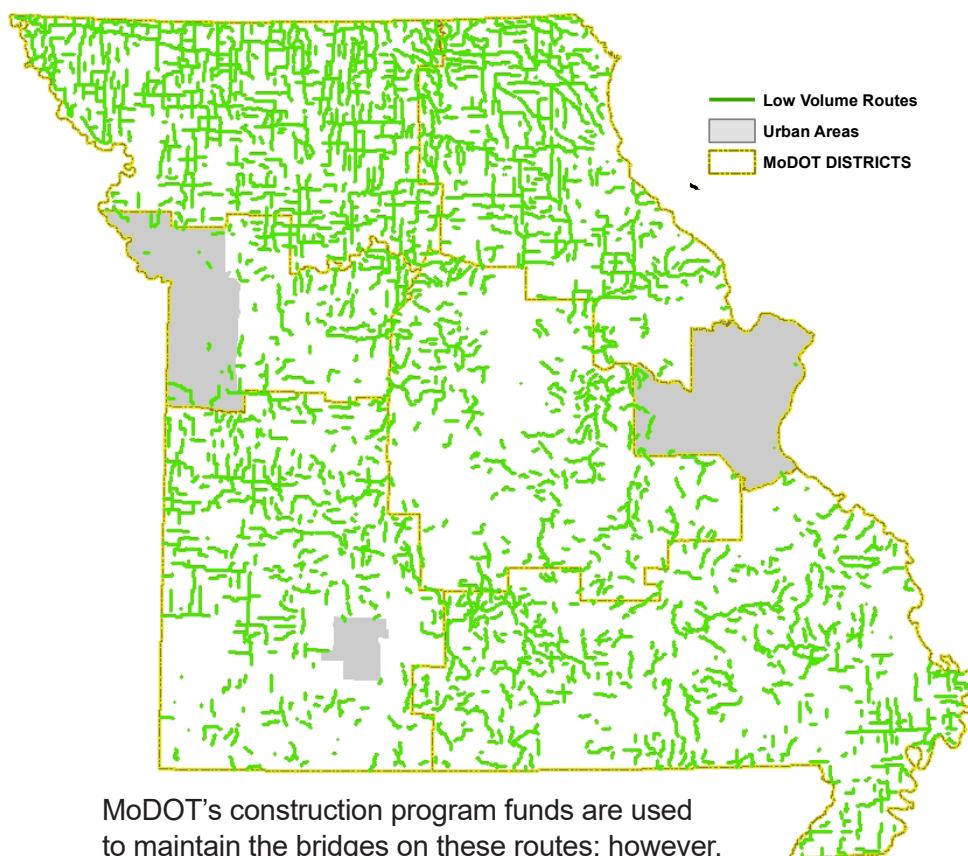 Low Volume Routes
Urban Areas
MoDOT DISTRICTS
MoDOT’s construction program funds are used
to maintain the bridges on these routes; however,